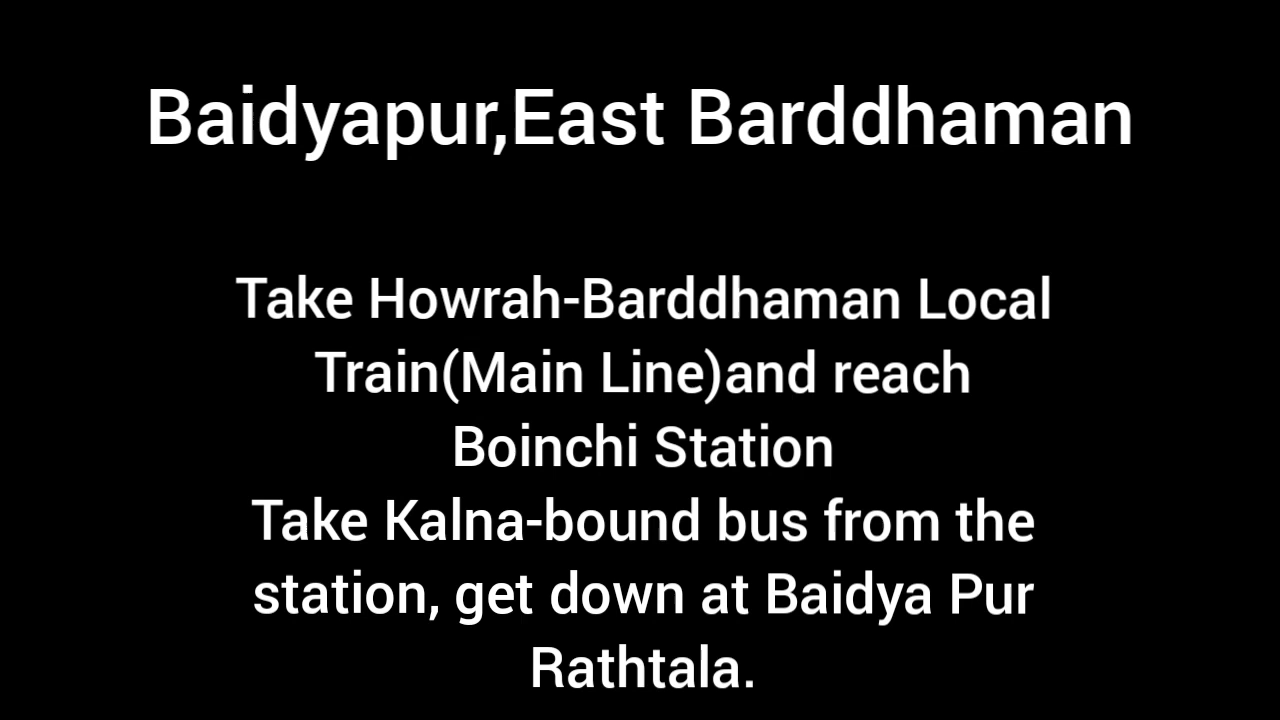 Baidyapur,East Barddhaman
Take Howrah-Barddhaman Local
Train(Main Line)and reach
Boinchi Station
Take Kalna-bound bus from the
station, get down at Baidya Pur
Rathtala.